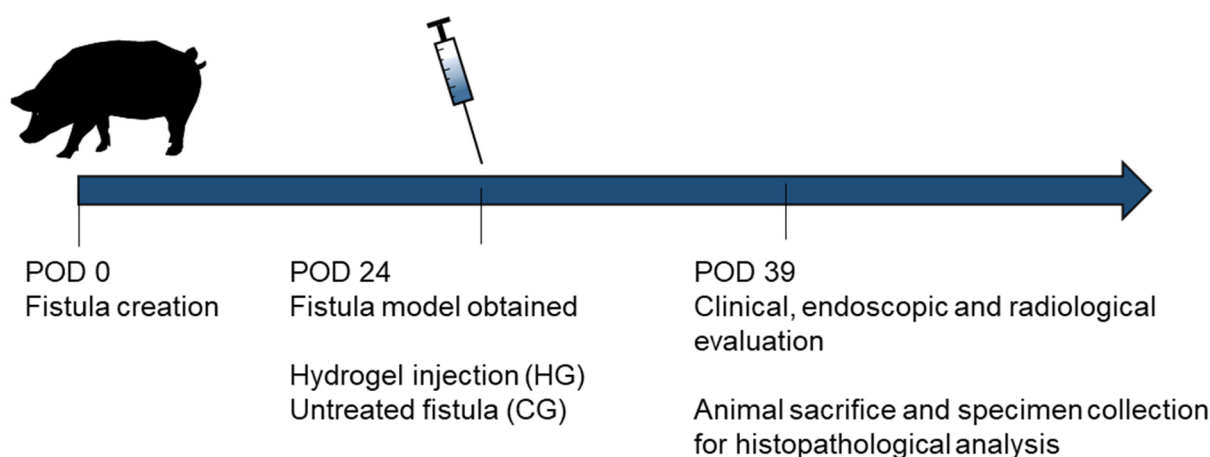 POD 0
Fistula creation
POD 24
Fistula model obtained
Hydrogel injection (HG)
Untreated fistula (CG)
POD 39
Clinical, endoscopic and radiological
evaluation
Animal sacrifice and specimen collection
for histopathological analysis